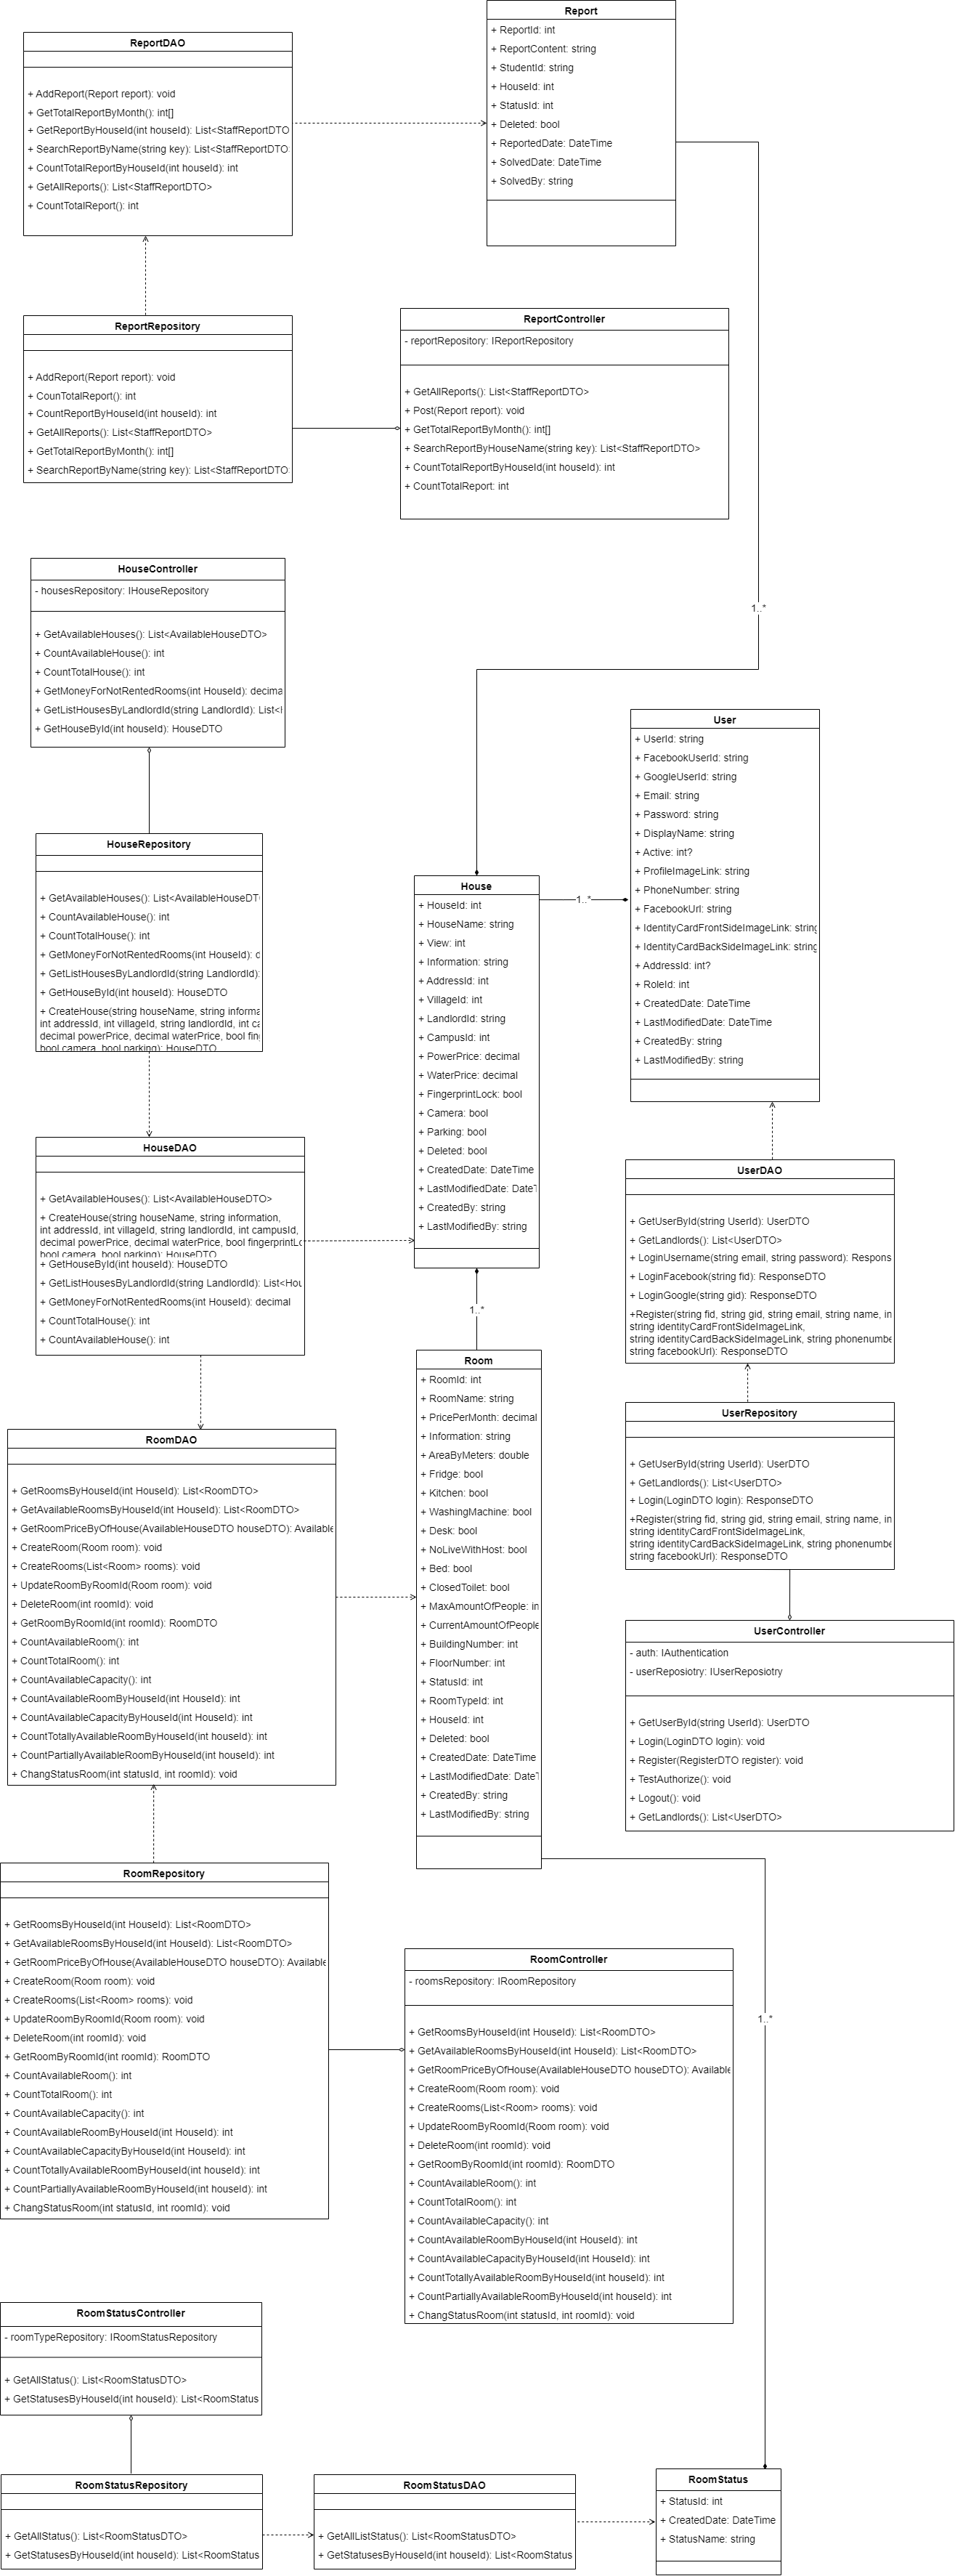 Report
+ ReportId: int
+ ReportContent: string
+ StudentId: string
+ HouseId: int
+ StatusId: int
+ Deleted: bool
+ ReportedDate: DateTime
+ SolvedDate: DateTime
+ SolvedBy: string
ReportDAO
+ AddReport(Report report): void
+ GetTotalReportByMonth(): int[]
+ GetReportByHouseId(int houseId): List<StaffReportDTO
+ SearchReportByName(string key): List<StaffReportDTO
+ CountTotalReportByHouseId(int houseId): int
+ GetAllReports(): List<StaffReportDTO>
+ CountTotalReport(): int
ReportRepository
+ AddReport(Report report): void
+ CounTotalReport(): int
+ CountReportByHouseId(int houseId): int
+ GetAllReports(): List<StaffReportDTO>
+ GetTotalReportByMonth(): int[]
+ SearchReportByName(string key): List<StaffReportDTO
ReportController
- reportRepository: IReportRepository
+ GetAllReports(): List<StaffReportDTO>
+ Post(Report report): void
+ GetTotalReportByMonth(): int[]
+ SearchReportByHouseName(string key): List<StaffReportDTO>
+ CountTotalReportByHouseId(int houseId): int
+ CountTotalReport: int
1..*
HouseController
- housesRepository: IHouseRepository
+ GetAvailableHouses(): List<AvailableHouseDTO>
+ CountAvailableHouse(): int
+ CountTotalHouse(): int
+ GetMoneyForNotRentedRooms(int HouseId): decima
+ GetListHousesByLandlordId(string LandlordId): List<H
+ GetHouseById(int houseId): HouseDTO
HouseRepository
+ GetAvailableHouses(): List<AvailableHouseDT
+ CountAvailableHouse(): int
+ CountTotalHouse(): int
+ GetMoneyForNotRentedRooms(int HouseId): d
+ GetListHousesByLandlordId(string LandlordId):
+ GetHouseById(int houseId): HouseDTO
+ CreateHouse(string houseName, string informa
int addressId, int villageId, string landlordId, int ca
decimal powerPrice, decimal waterPrice, bool fing
bool camera, bool parking): HouseDTO
HouseDAO
+ GetAvailableHouses(): List<AvailableHouseDTO>
+ CreateHouse(string houseName, string information,
int addressId, int villageId, string landlordId, int campusId,
decimal powerPrice, decimal waterPrice, bool fingerprintLo
bool camera, bool parking): HouseDTO
+ GetHouseById(int houseId): HouseDTO
+ GetListHousesByLandlordId(string LandlordId): List<Hou
+ GetMoneyForNotRentedRooms(int HouseId): decimal
+ CountTotalHouse(): int
+ CountAvailableHouse(): int
House
+ HouseId: int
+ HouseName: string
+ View: int
+ Information: string
+ AddressId: int
+ VillageId: int
+ LandlordId: string
+ CampusId: int
+ PowerPrice: decimal
+ WaterPrice: decimal
+ FingerprintLock: bool
+ Camera: bool
+ Parking: bool
+ Deleted: bool
+ CreatedDate: DateTime
+ LastModifiedDate: DateT
+ CreatedBy: string
+ LastModifiedBy: string
1..*
User
+ UserId: string
+ FacebookUserId: string
+ GoogleUserId: string
+ Email: string
+ Password: string
+ DisplayName: string
+ Active: int?
+ ProfileImageLink: string
+ PhoneNumber: string
+ FacebookUrl: string
+ IdentityCardFrontSideImageLink: string
+ IdentityCardBackSideImageLink: string
+ AddressId: int?
+ RoleId: int
+ CreatedDate: DateTime
+ LastModifiedDate: DateTime
+ CreatedBy: string
+ LastModifiedBy: string
UserDAO
+ GetUserById(string UserId): UserDTO
+ GetLandlords(): List<UserDTO>
+ LoginUsername(string email, string password): Respons
+ LoginFacebook(string fid): ResponseDTO
+ LoginGoogle(string gid): ResponseDTO
+Register(string fid, string gid, string email, string name, in
string identityCardFrontSideImageLink,
string identityCardBackSideImageLink, string phonenumbe
string facebookUrl): ResponseDTO
UserRepository
+ GetUserById(string UserId): UserDTO
+ GetLandlords(): List<UserDTO>
+ Login(LoginDTO login): ResponseDTO
+Register(string fid, string gid, string email, string name, in
string identityCardFrontSideImageLink,
string identityCardBackSideImageLink, string phonenumbe
string facebookUrl): ResponseDTO
UserController
- auth: IAuthentication
- userReposiotry: IUserReposiotry
+ GetUserById(string UserId): UserDTO
+ Login(LoginDTO login): void
+ Register(RegisterDTO register): void
+ TestAuthorize(): void
+ Logout(): void
+ GetLandlords(): List<UserDTO>
1..*
Room
+ RoomId: int
+ RoomName: string
+ PricePerMonth: decimal
+ Information: string
+ AreaByMeters: double
+ Fridge: bool
+ Kitchen: bool
+ WashingMachine: bool
+ Desk: bool
+ NoLiveWithHost: bool
+ Bed: bool
+ ClosedToilet: bool
+ MaxAmountOfPeople: in
+ CurrentAmountOfPeople
+ BuildingNumber: int
+ FloorNumber: int
+ StatusId: int
+ RoomTypeId: int
+ HouseId: int
+ Deleted: bool
+ CreatedDate: DateTime
+ LastModifiedDate: DateT
+ CreatedBy: string
+ LastModifiedBy: string
RoomDAO
+ GetRoomsByHouseId(int HouseId): List<RoomDTO>
+ GetAvailableRoomsByHouseId(int HouseId): List<RoomDTO>
+ GetRoomPriceByOfHouse(AvailableHouseDTO houseDTO): Available
+ CreateRoom(Room room): void
+ CreateRooms(List<Room> rooms): void
+ UpdateRoomByRoomId(Room room): void
+ DeleteRoom(int roomId): void
+ GetRoomByRoomId(int roomId): RoomDTO
+ CountAvailableRoom(): int
+ CountTotalRoom(): int
+ CountAvailableCapacity(): int
+ CountAvailableRoomByHouseId(int HouseId): int
+ CountAvailableCapacityByHouseId(int HouseId): int
+ CountTotallyAvailableRoomByHouseId(int houseId): int
+ CountPartiallyAvailableRoomByHouseId(int houseId): int
+ ChangStatusRoom(int statusId, int roomId): void
RoomRepository
+ GetRoomsByHouseId(int HouseId): List<RoomDTO>
+ GetAvailableRoomsByHouseId(int HouseId): List<RoomDTO>
+ GetRoomPriceByOfHouse(AvailableHouseDTO houseDTO): Available
+ CreateRoom(Room room): void
+ CreateRooms(List<Room> rooms): void
+ UpdateRoomByRoomId(Room room): void
+ DeleteRoom(int roomId): void
+ GetRoomByRoomId(int roomId): RoomDTO
+ CountAvailableRoom(): int
+ CountTotalRoom(): int
+ CountAvailableCapacity(): int
+ CountAvailableRoomByHouseId(int HouseId): int
+ CountAvailableCapacityByHouseId(int HouseId): int
+ CountTotallyAvailableRoomByHouseId(int houseId): int
+ CountPartiallyAvailableRoomByHouseId(int houseId): int
+ ChangStatusRoom(int statusId, int roomId): void
RoomController
- roomsRepository: IRoomRepository
+ GetRoomsByHouseId(int HouseId): List<RoomDTO>
+ GetAvailableRoomsByHouseId(int HouseId): List<RoomDTO>
+ GetRoomPriceByOfHouse(AvailableHouseDTO houseDTO): Available
+ CreateRoom(Room room): void
+ CreateRooms(List<Room> rooms): void
+ UpdateRoomByRoomId(Room room): void
+ DeleteRoom(int roomId): void
+ GetRoomByRoomId(int roomId): RoomDTO
+ CountAvailableRoom(): int
+ CountTotalRoom(): int
+ CountAvailableCapacity(): int
+ CountAvailableRoomByHouseId(int HouseId): int
+ CountAvailableCapacityByHouseId(int HouseId): int
+ CountTotallyAvailableRoomByHouseId(int houseId): int
+ CountPartiallyAvailableRoomByHouseId(int houseId): int
+ ChangStatusRoom(int statusId, int roomId): void
1..*
RoomStatusController
- roomTypeRepository: IRoomStatusRepository
+ GetAllStatus(): List<RoomStatusDTO>
+ GetStatusesByHouseId(int houseId): List<RoomStatus
RoomStatusRepository
+ GetAllStatus(): List<RoomStatusDTO>
+ GetStatusesByHouseId(int houseId): List<RoomStatus
RoomStatusDAO
+ GetAllListStatus(): List<RoomStatusDTO>
+ GetStatusesByHouseId(int houseId): List<RoomStatus
RoomStatus
+ StatusId: int
+ CreatedDate: DateTime
+ StatusName: string